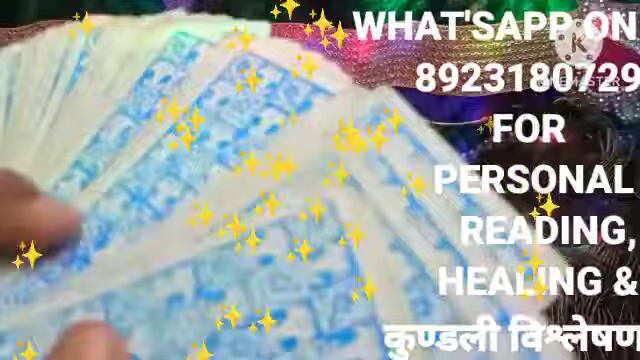 WHAT'SAPP ON
8923180729
FOR
PERSONAL
READING,
HEALING &
कुण्डली विश्लेषण